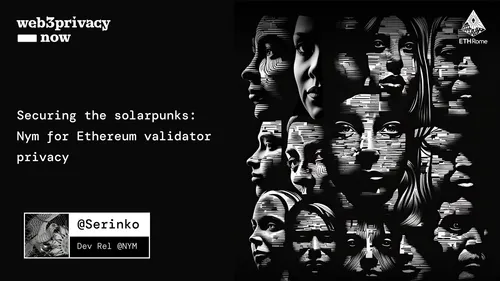 web3privacy
now
ETHRome
Securing the solarpunks:
Nym for Ethereum validator
privacy
@Serinko
Dev Rel @NYM